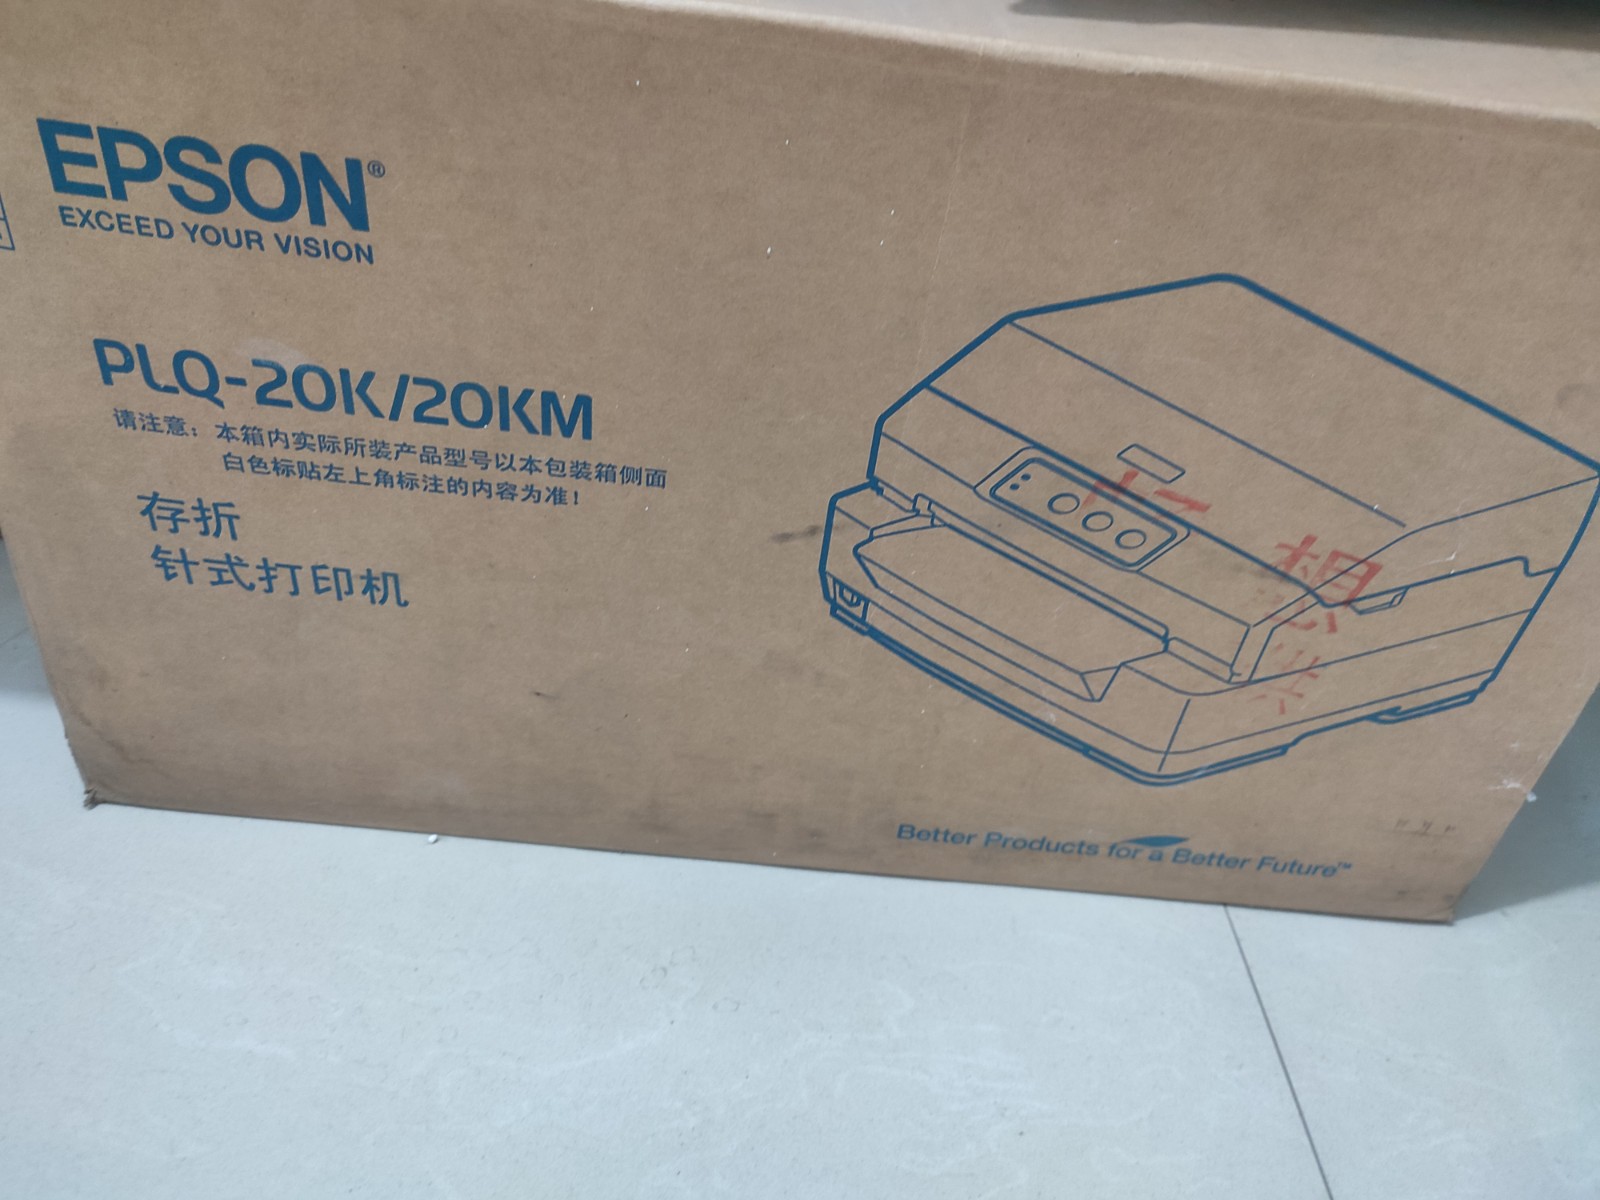 EPSON®
EXCEED YOUR VISION
PLQ-20K/20KM
请注意：本箱内实际所装产品型号以本包装箱侧面
白色标贴左上角标注的内容为准！
存折
针式打印机
想
Better Products for a Better Future™